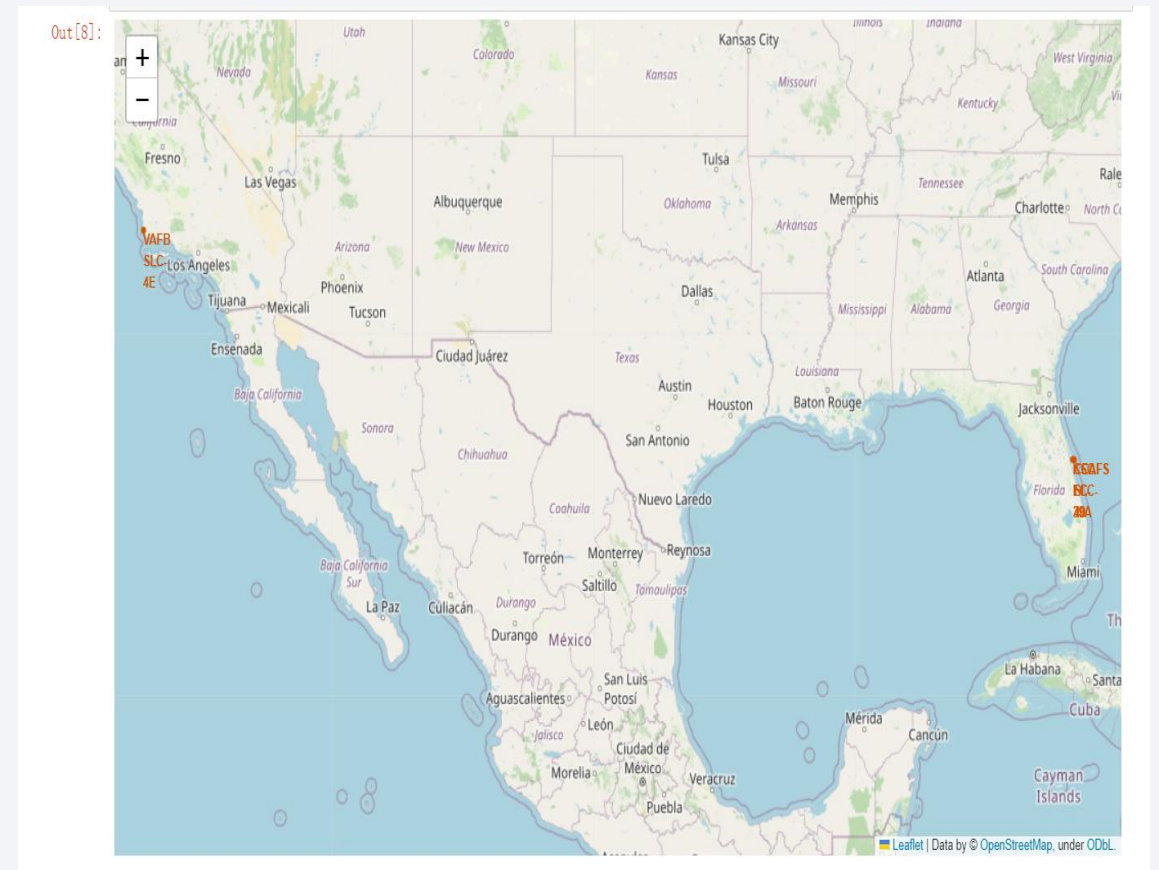 Out[8]:
+
−
Utah
Colorado
Kansas City
Illinois
Indiana
West Virginia
Nevada
Kansas
Missouri
Kentucky
California
Fresno
Las Vegas
Tulsa
Tennessee
Albuquerque
Oklahoma
Memphis
Charlotte
Arkansas
VAFB
SLC-
4E
Los Angeles
Arizona
New Mexico
Atlanta
South Carolina
Phoenix
Dallas
Tijuana
Mexicali
Tucson
Mississippi
Alabama
Georgia
Ensenada
Ciudad Juárez
Texas
Louisiana
Baja California
Austin
Houston
Baton Rouge
Jacksonville
Sonora
San Antonio
Chihuahua
Florida
Coahuila
Nuevo Laredo
Baja California
Sur
Torreón
Monterrey
Reynosa
Saltillo
Tamaulipas
Miami
La Paz
Culiacán
Durango
Durango
México
La Habana
Aguascalientes
San Luis
Potosí
Santa
Cuba
León
Jalisco
Mérida
Cancún
Ciudad de
México
Morelia
Veracruz
Cayman
Islands
Puebla
Leaflet | Data by © OpenStreetMap, under ODbL.